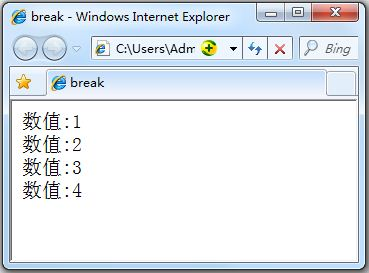 break - Windows Internet Explorer
C:\Users\Adm
Bing
break
数值:1
数值:2
数值:3
数值:4